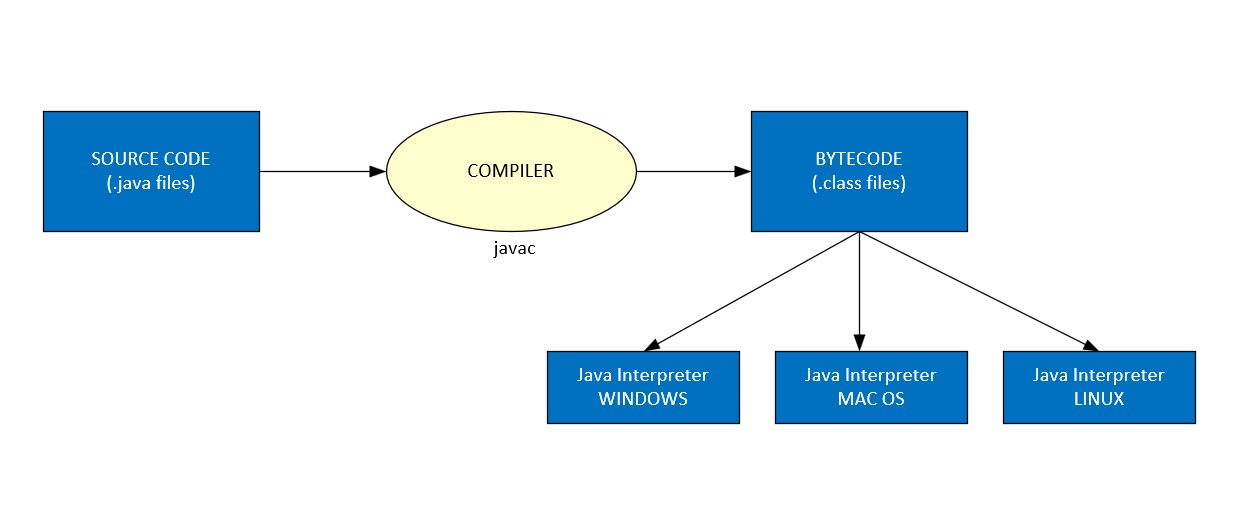 SOURCE CODE
(.java files)
COMPILER
javac
BYTECODE
(.class files)
Java Interpreter
WINDOWS
Java Interpreter
MAC OS
Java Interpreter
LINUX